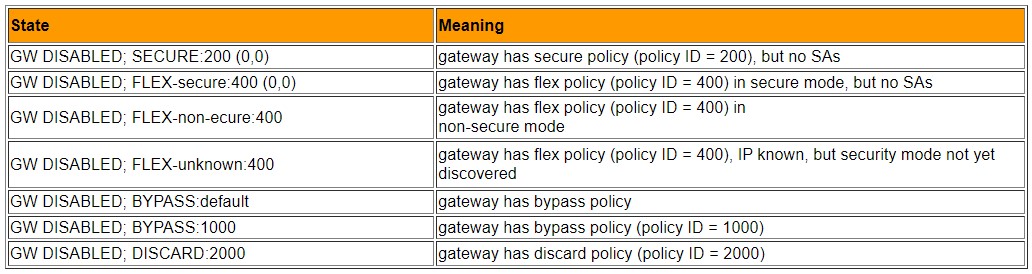 State
Meaning
GW DISABLED; SECURE:200 (0,0)
gateway has secure policy (policy ID = 200), but no SAs
GW DISABLED; FLEX-secure:400 (0,0)
gateway has flex policy (policy ID = 400) in secure mode, but no SAs
GW DISABLED; FLEX-non-ecure:400
gateway has flex policy (policy ID = 400) in
non-secure mode
GW DISABLED; FLEX-unknown:400
gateway has flex policy (policy ID = 400), IP known, but security mode not yet
discovered
GW DISABLED; BYPASS:default
gateway has bypass policy
GW DISABLED; BYPASS:1000
gateway has bypass policy (policy ID = 1000)
GW DISABLED; DISCARD:2000
gateway has discard policy (policy ID = 2000)